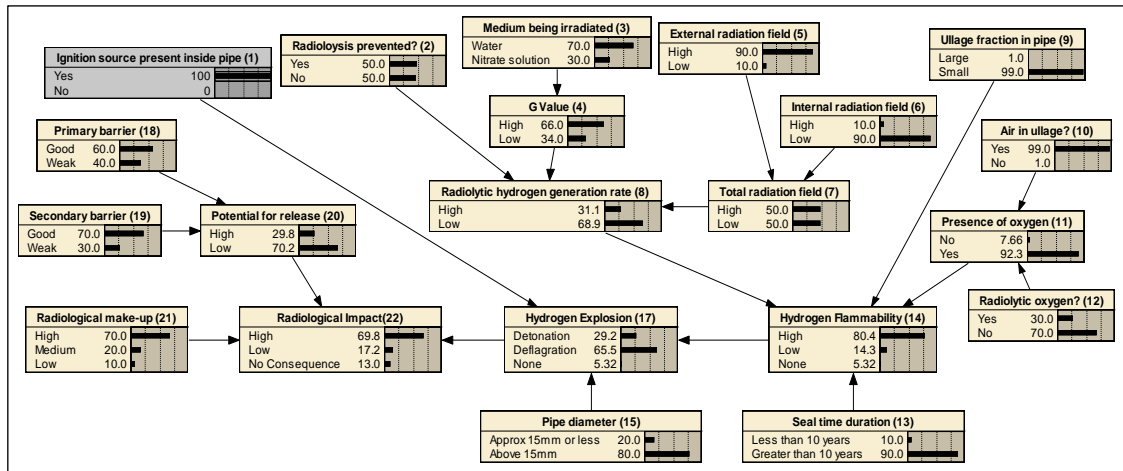 Ignition source present inside pipe (1)
Yes 100
No 0
Radioloysis prevented? (2)
Yes 50.0
No 50.0
Medium being irradiated (3)
Water 70.0
Nitrate solution 30.0
External radiation field (5)
High 90.0
Low 10.0
Ullage fraction in pipe (9)
Large 1.0
Small 99.0
G Value (4)
High 66.0
Low 34.0
Internal radiation field (6)
High 10.0
Low 90.0
Air in ullage? (10)
Yes 99.0
No 1.0
Primary barrier (18)
Good 60.0
Weak 40.0
Radiolytic hydrogen generation rate (8)
High 31.1
Low 68.9
Total radiation field (7)
High 50.0
Low 50.0
Secondary barrier (19)
Good 70.0
Weak 30.0
Potential for release (20)
High 29.8
Low 70.2
Presence of oxygen (11)
No 7.66
Yes 92.3
Radiolytic oxygen? (12)
Yes 30.0
No 70.0
Radiological make-up (21)
High 70.0
Medium 20.0
Low 10.0
Radiological Impact(22)
High 69.8
Low 17.2
No Consequence 13.0
Hydrogen Explosion (17)
Detonation 29.2
Deflagration 65.5
None 5.32
Hydrogen Flammability (14)
High 80.4
Low 14.3
None 5.32
Pipe diameter (15)
Approx 15mm or less 20.0
Above 15mm 80.0
Seal time duration (13)
Less than 10 years 10.0
Greater than 10 years 90.0